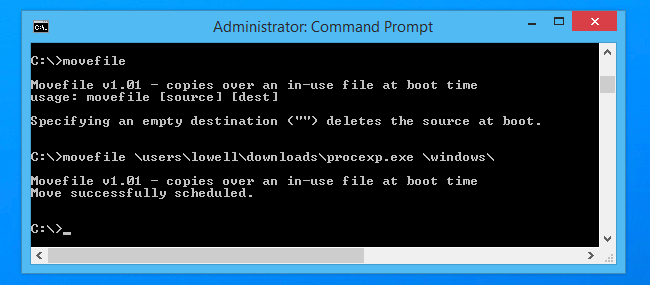 Administrator: Command Prompt
C:\>movefile
Movefile v1.01 - copies over an in-use file at boot time
usage: movefile [source] [dest]
Specifying an empty destination ("") deletes the source at boot.
C:\>movefile \users\lowell\downloads\procexp.exe \windows\
Movefile v1.01 - copies over an in-use file at boot time
Move successfully scheduled.
C:\>_